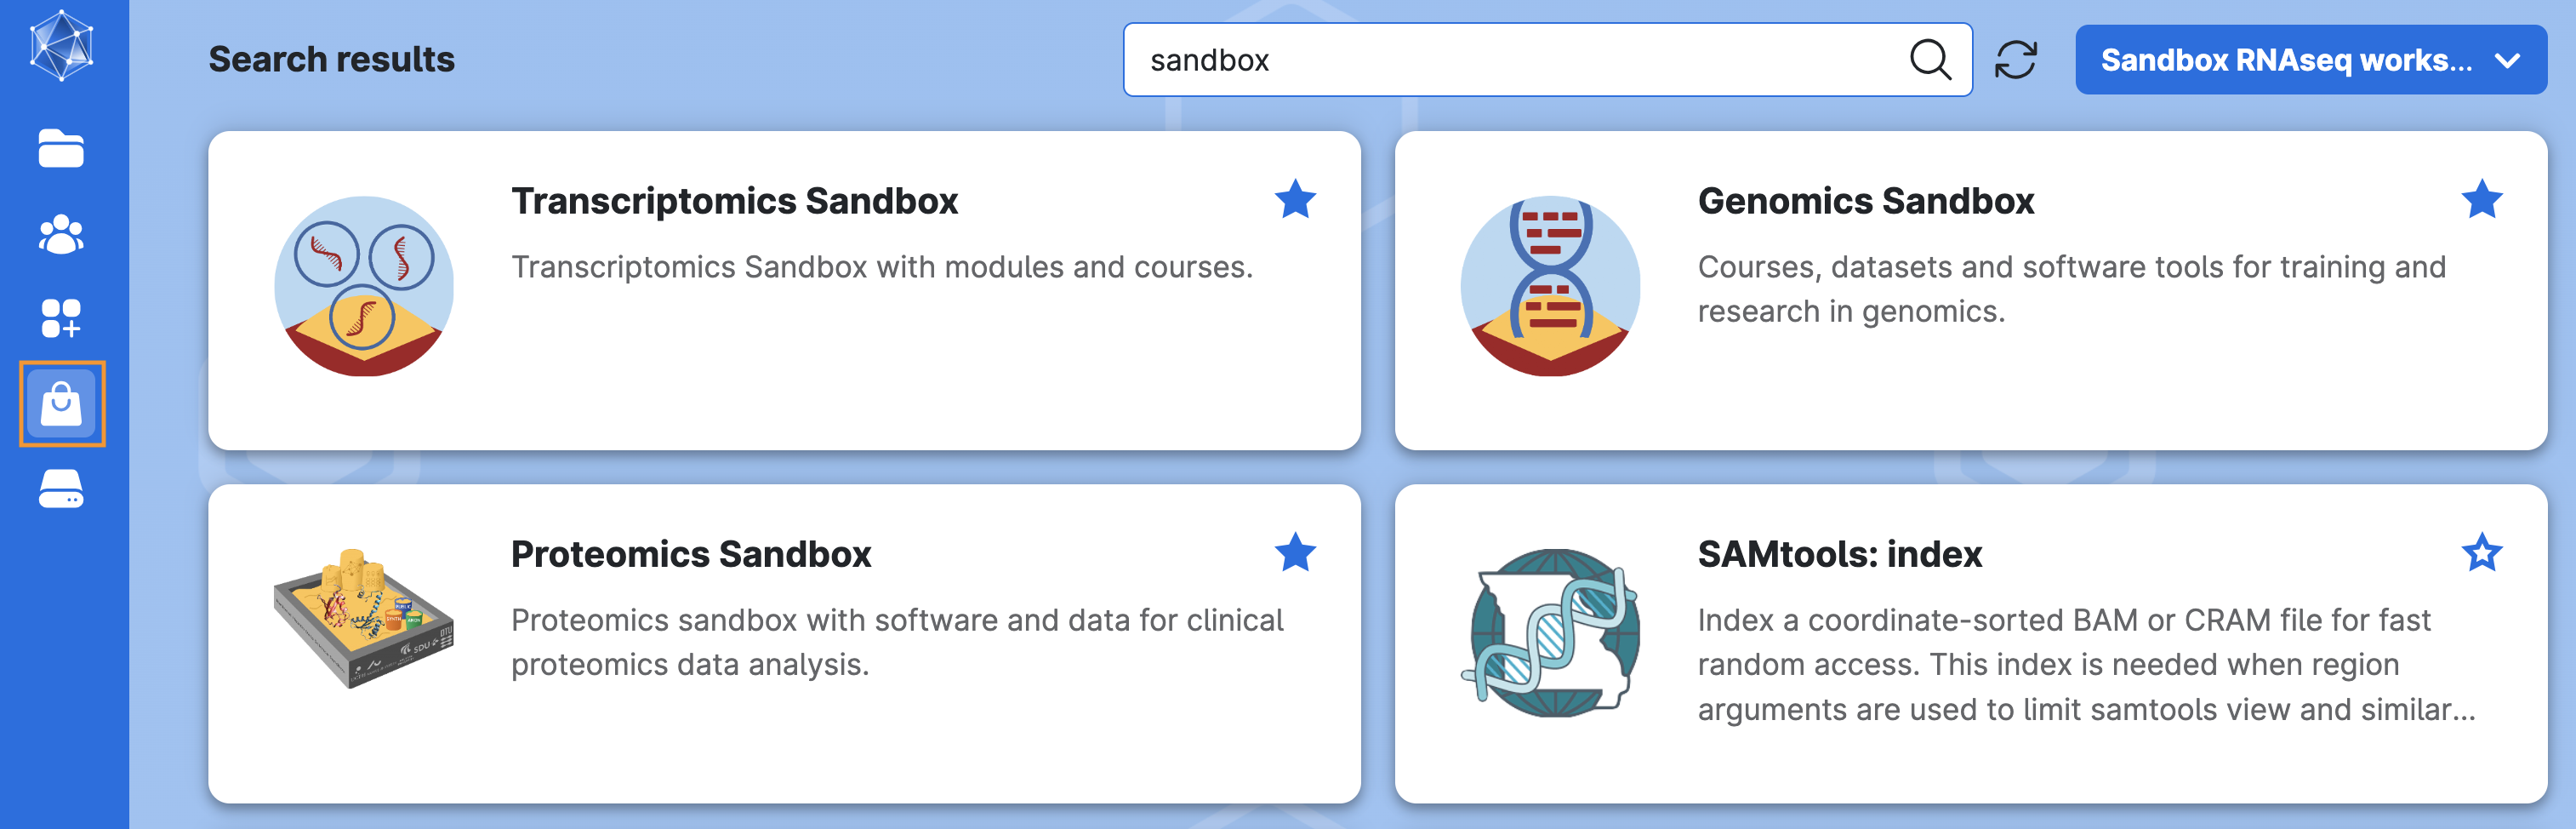 Search results
sandbox
Sandbox RNAseq works...
Transcriptomics Sandbox
Transcriptomics Sandbox with modules and courses.
Genomics Sandbox
Courses, datasets and software tools for training and
research in genomics.
Proteomics Sandbox
Proteomics sandbox with software and data for clinical
proteomics data analysis.
SDU
DTU
SAMtools: index
Index a coordinate-sorted BAM or CRAM file for fast
random access. This index is needed when region
arguments are used to limit samtools view and similar...